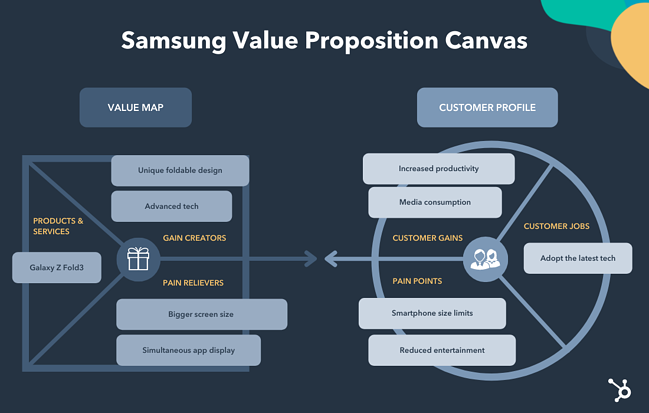 Samsung Value Proposition Canvas
VALUE MAP
CUSTOMER PROFILE
Unique foldable design
Advanced tech
PRODUCTS &
SERVICES
GAIN CREATORS
Galaxy Z Fold3
PAIN RELIEVERS
Bigger screen size
Simultaneous app display
Increased productivity
Media consumption
CUSTOMER GAINS
CUSTOMER JOBS
Adopt the latest tech
PAIN POINTS
Smartphone size limits
Reduced entertainment